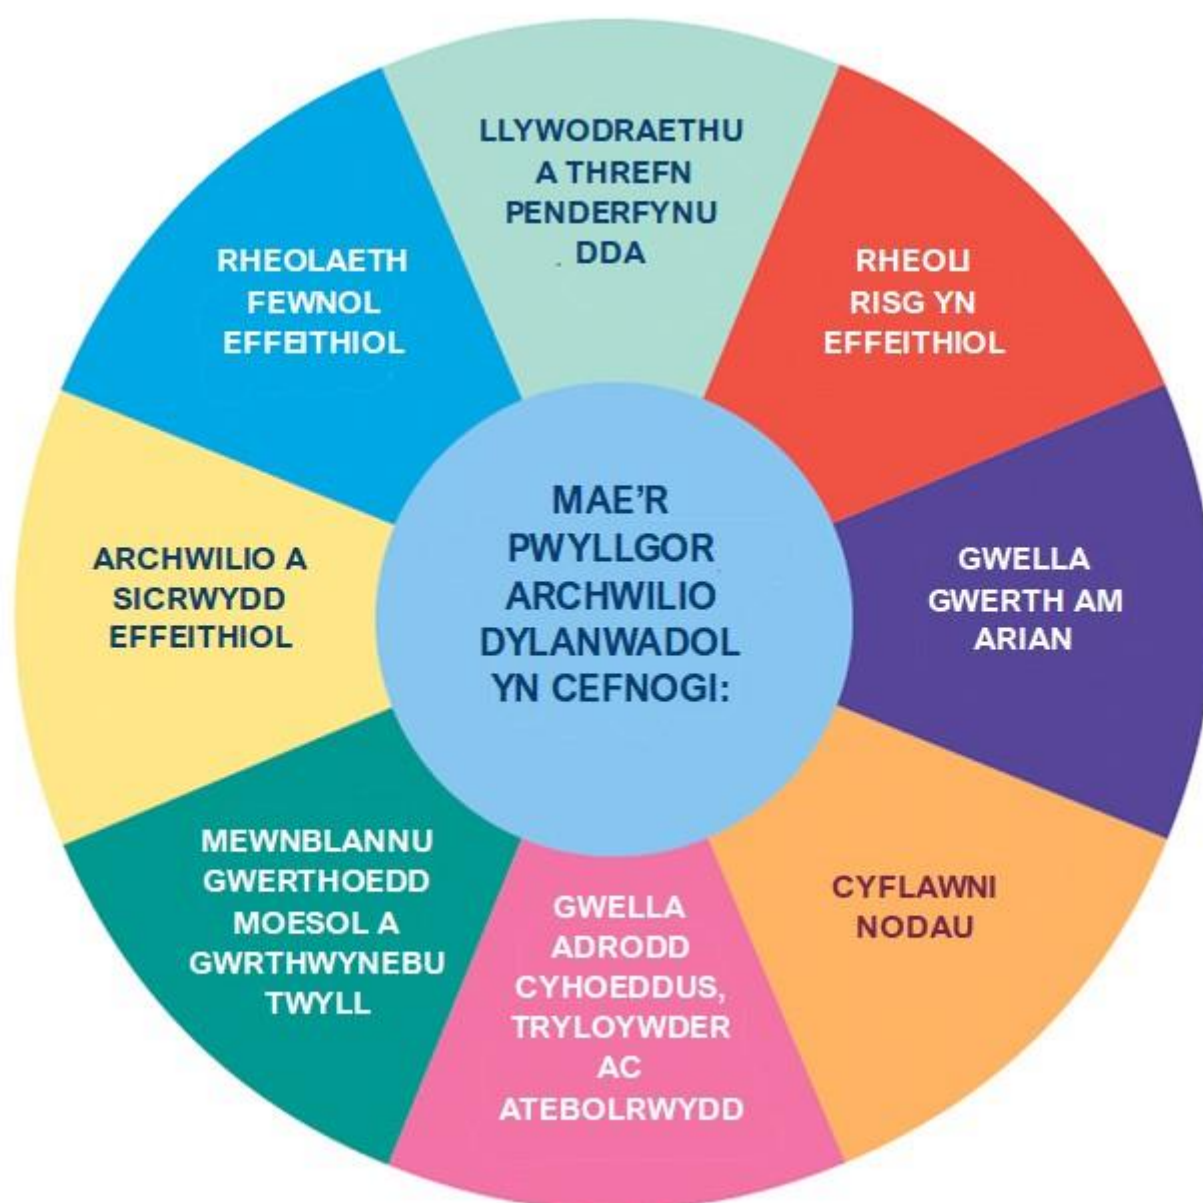 LLYWODRAETHU
A THREFN
PENDERFYNU
DDA
RHEOLI
RISG YN
EFFEITHIOL
GWELLA
GWERTH AM
ARIAN
CYFLAWNI
NODAU
GWELLA
ADRODD
CYHOEDDUS,
TRYLOYWDER
AC
ATEBOLRWYDD
MEWNBLANNU
GWERTHOEDD
MOESOL A
GWRTHWYNEBU
TWYLL
ARCHWILIO A
SICRWYDD
EFFEITHIOL
RHEOLAETH
FEWNOL
EFFEITHIOL
MAE’R
PWYLLGOR
ARCHWILIO
DYLANWADOL
YN CEFNOGI: